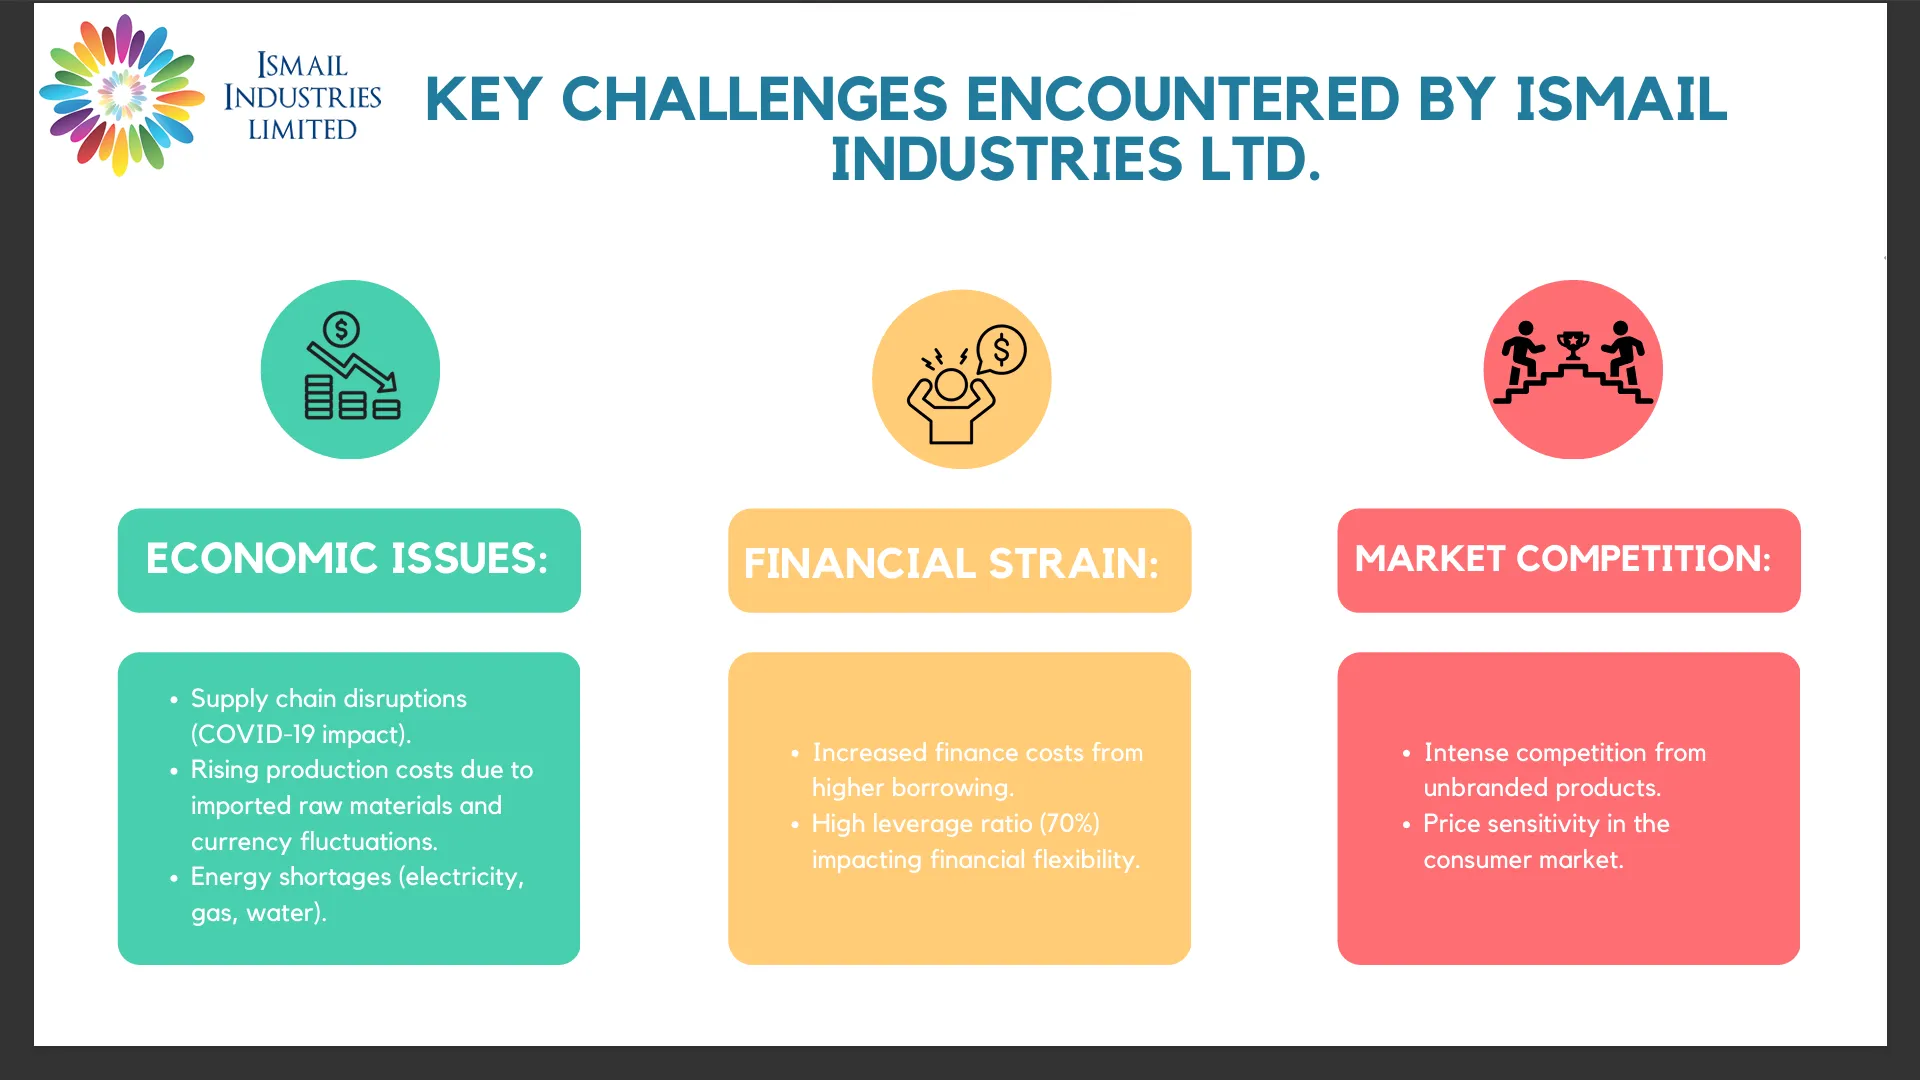 ISMAIL
INDUSTRIES
LIMITED
KEY CHALLENGES ENCOUNTERED BY ISMAIL
INDUSTRIES LTD.
$
$
ECONOMIC ISSUES:
FINANCIAL STRAIN:
MARKET COMPETITION:
• Supply chain disruptions
(COVID-19 impact).
• Rising production costs due to
imported raw materials and
currency fluctuations.
• Energy shortages (electricity,
gas, water).
• Increased finance costs from
higher borrowing.
• High leverage ratio (70%)
impacting financial flexibility.
• Intense competition from
unbranded products.
• Price sensitivity in the
consumer market.